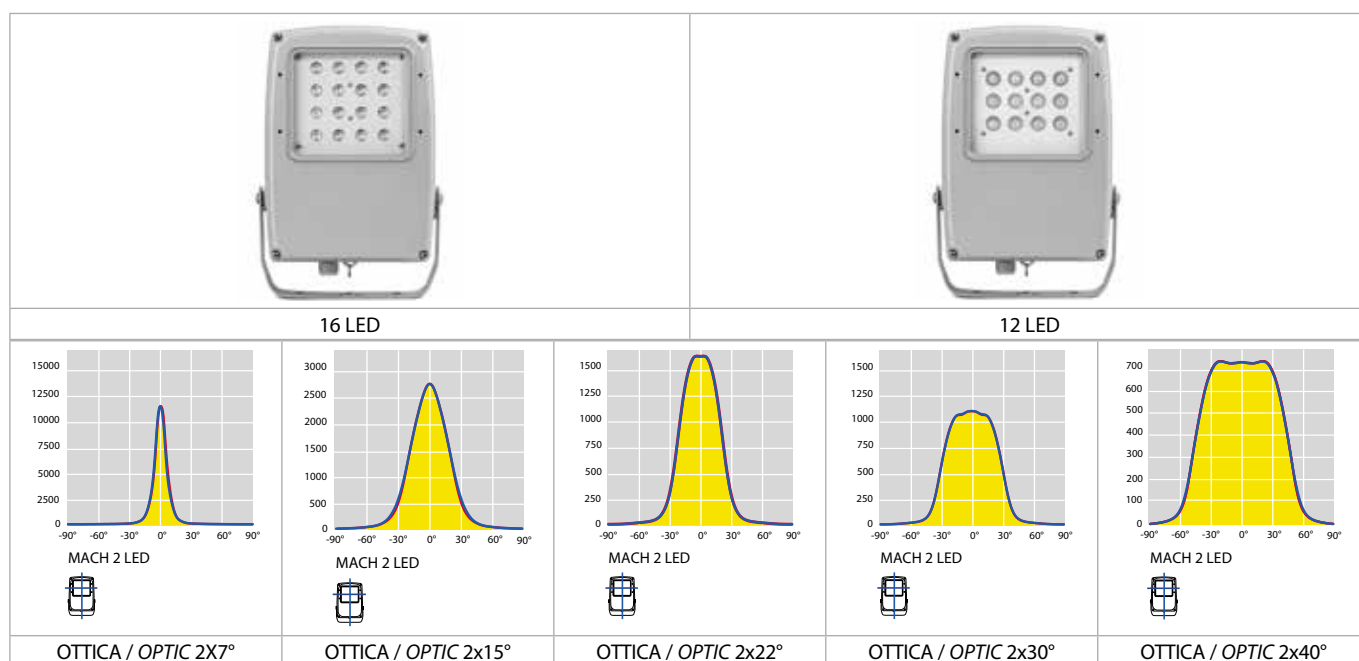 16 LED
12 LED
15000
12500
10000
7500
5000
2500
0
-90 -60 -30 0° 30° 60° 90°
MACH 2 LED
OTTICA / OPTIC 2X7°
3000
2500
2000
1500
1000
500
0
-90 -60 -30° 0° 30° 60° 90°
MACH 2 LED
OTTICA / OPTIC 2x15°
1500
1250
1000
750
500
250
0
-90° -60° -30° 0° 30° 60° 90°
MACH 2 LED
OTTICA / OPTIC 2x22°
1500
1250
1000
750
500
250
0
-90° -60° -30° 0° 30° 60° 90°
MACH 2 LED
OTTICA / OPTIC 2x30°
700
600
500
400
300
200
100
0
-90° -60° -30° 0° 30° 60° 90°
MACH 2 LED
OTTICA / OPTIC 2x40°